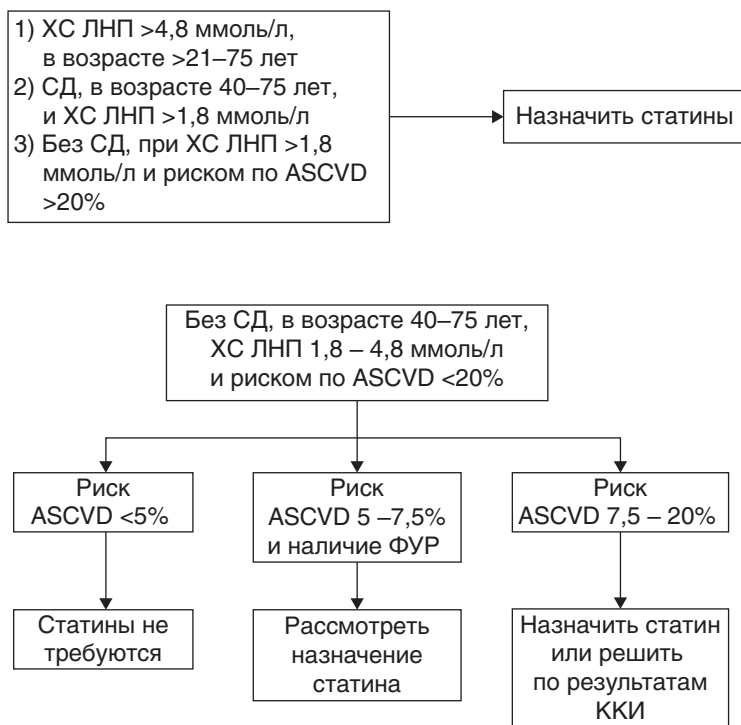 1) ХС ЛНП >4,8 ммоль/л,
в возрасте >21–75 лет
2) СД, в возрасте 40–75 лет,
и ХС ЛНП >1,8 ммоль/л
3) Без СД, при ХС ЛНП >1,8
ммоль/л и риском по ASCVD
>20%
Назначить статины
Без СД, в возрасте 40–75 лет,
ХС ЛНП 1,8 – 4,8 ммоль/л
и риском по ASCVD <20%
Риск
ASCVD <5%
Риск
ASCVD 5 –7,5%
и наличие ФУР
Риск
ASCVD 7,5 – 20%
Статины не
требуются
Рассмотреть
назначение
статина
Назначить статин
или решить
по результатам
ККИ